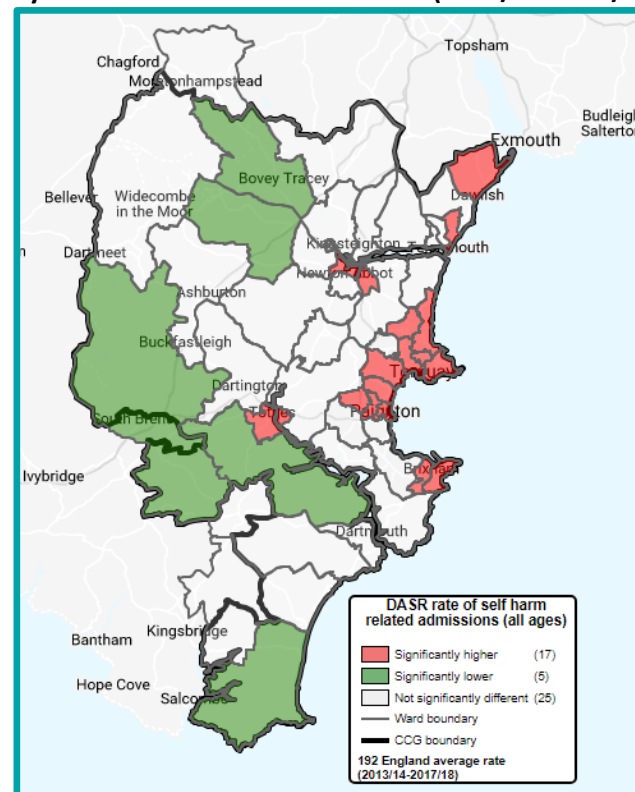 Topsham
Chagford
Moretonhampstead
Budleigh
Salterton
Exmouth
Bovey Tracey
Dawlish
Bellever
Widecombe
in the Moor
Kingsteignton
mouth
Dartmeet
Newton Abbot
Ashburton
Buckfastleigh
Torquay
Dartington
Totnes
Paignton
South Brent
Ivybridge
Brixham
Dartmouth
DASR rate of self harm
related admissions (all ages)
Significantly higher (17)
Significantly lower (5)
Not significantly different (25)
Ward boundary
CCG boundary
192 England average rate
(2013/14-2017/18)
Bantham
Kingsbridge
Hope Cove
Salcombe